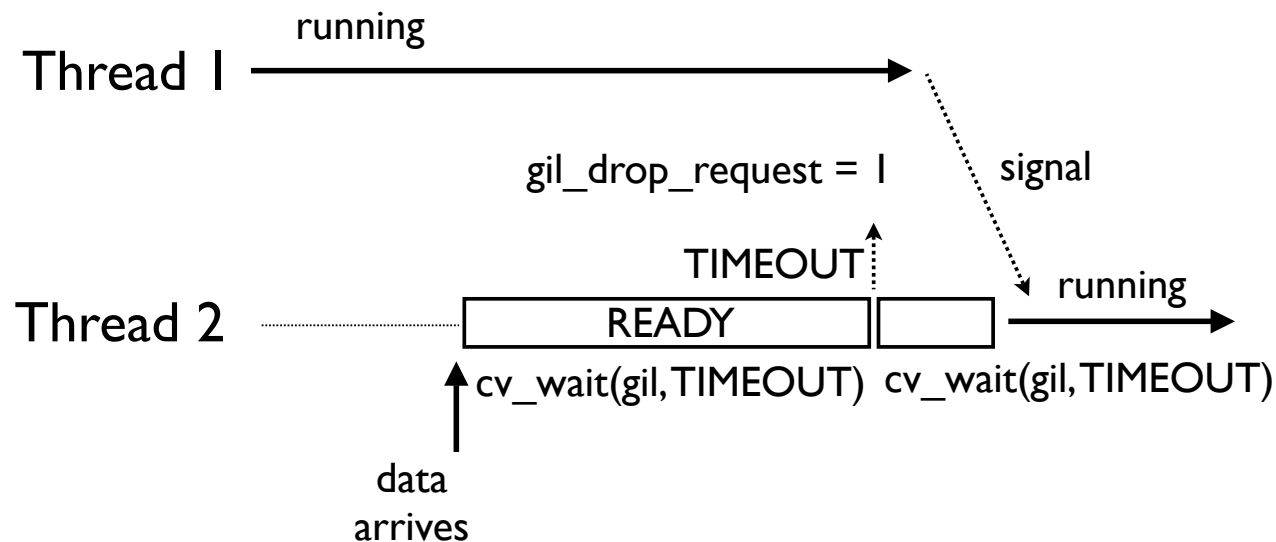 running
Thread 1
gil_drop_request = 1
signal
TIMEOUT
running
Thread 2
READY
cv_wait(gil,TIMEOUT)
cv_wait(gil,TIMEOUT)
data
arrives